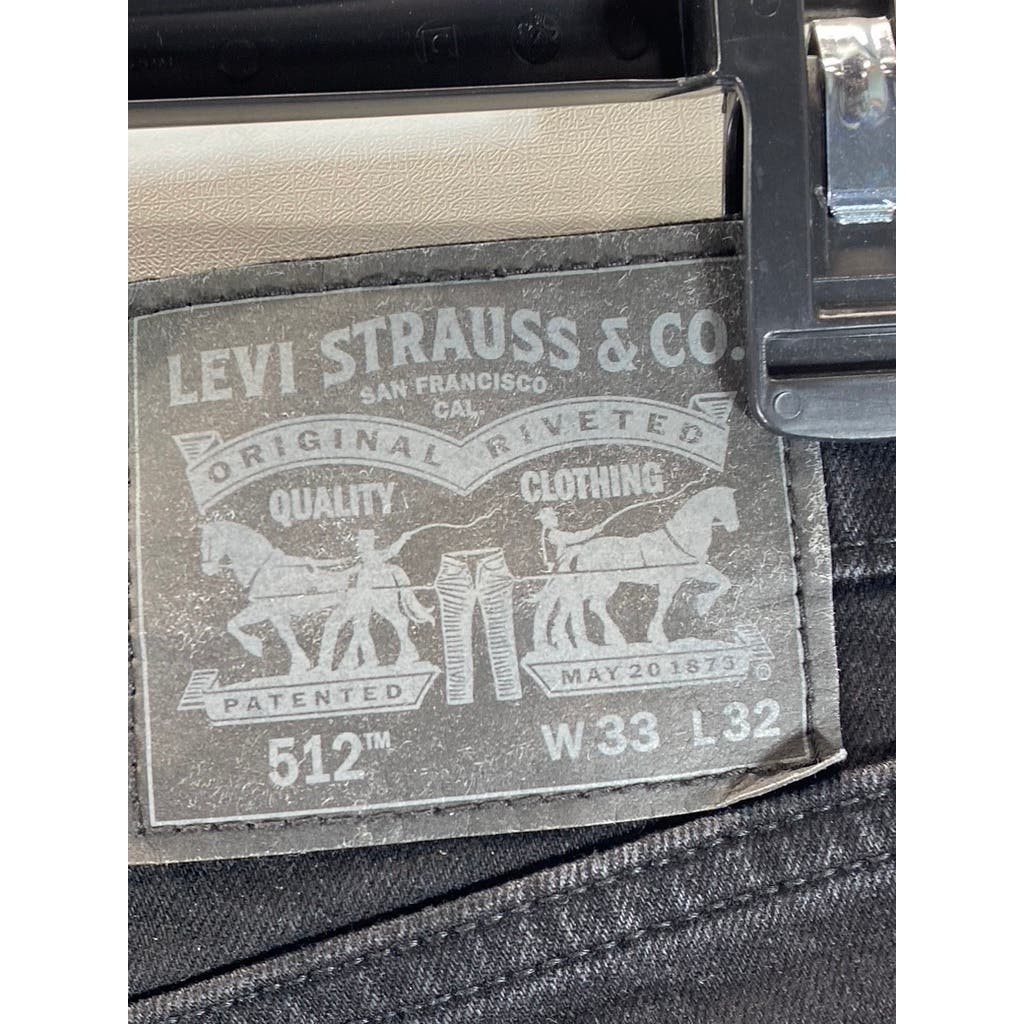 LEVI STRAUSS & CO.
SAN FRANCISCO
CAL.
ORIGINAL RIVETED
QUALITY CLOTHING
PATENTED MAY 20 1873
512™ W33 L32